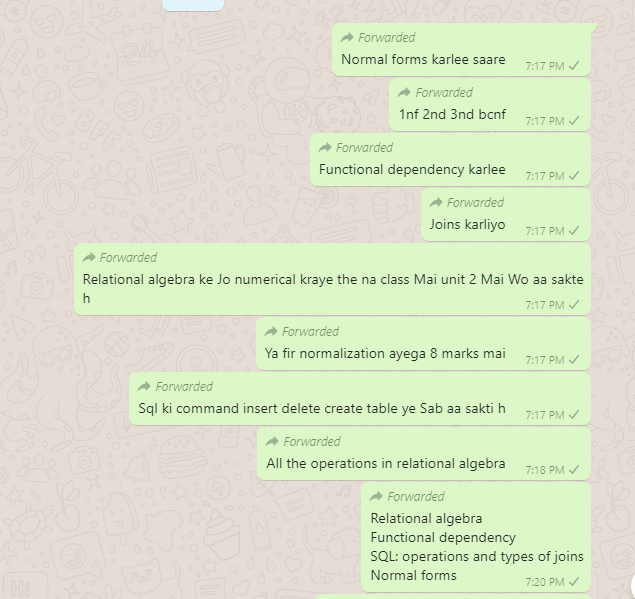 Forwarded
Normal forms karlee saare
7:17 PM
Forwarded
1nf 2nd 3nd bcnf
7:17 PM
Forwarded
Functional dependency karlee
7:17 PM
Forwarded
Joins karliyo
7:17 PM
Forwarded
Relational algebra ke Jo numerical kraye the na class Mai unit 2 Mai Wo aa sakte
h
7:17 PM
Forwarded
Ya fir normalization ayega 8 marks mai
7:17 PM
Forwarded
Sql ki command insert delete create table ye Sab aa sakti h
7:17 PM
Forwarded
All the operations in relational algebra
7:18 PM
Forwarded
Relational algebra
Functional dependency
SQL: operations and types of joins
Normal forms
7:20 PM